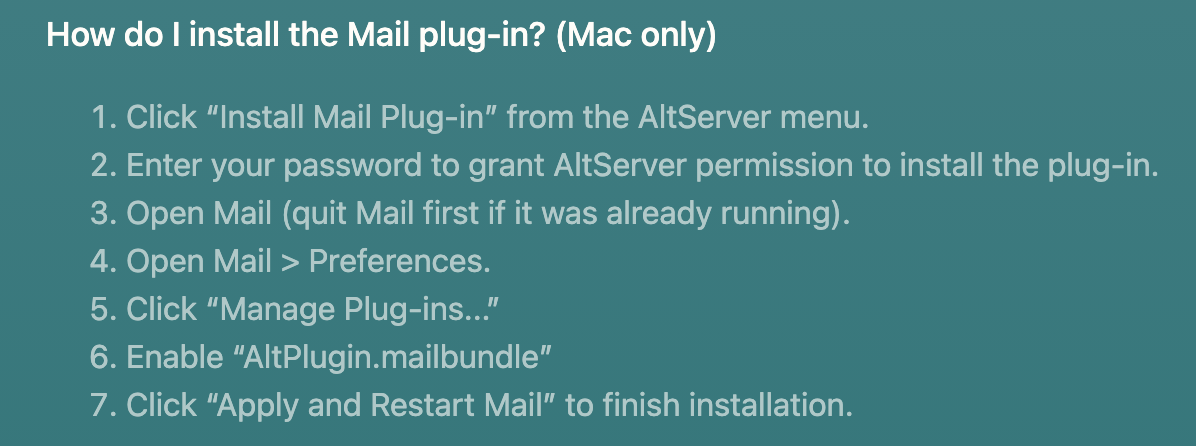 How do I install the Mail plug-in? (Mac only)
1. Click “Install Mail Plug-in” from the AltServer menu.
2. Enter your password to grant AltServer permission to install the plug-in.
3. Open Mail (quit Mail first if it was already running).
4. Open Mail > Preferences.
5. Click “Manage Plug-ins...”
6. Enable “AltPlugin.mailbundle”
7. Click “Apply and Restart Mail” to finish installation.